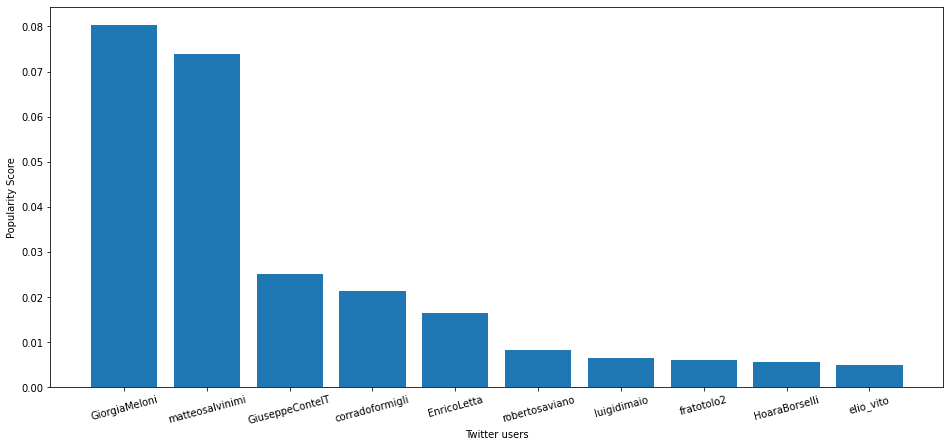 0.08
0.07
0.06
0.05
0.04
0.03
0.02
0.01
0.00
Popularity Score
GiorgiaMeloni
matteosalvinimi
GiuseppeConteIT
corradoformigli
EnricoLetta
robertosaviano
luigidimaio
fratotolo2
HoaraBorselli
elio_vito
Twitter users